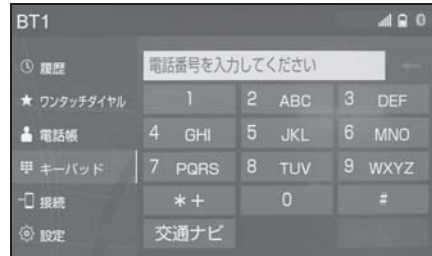 BT1
0
履歴
電話番号を入力してください
ワンタッチダイヤル
1
2 ABC
3 DEF
電話帳
4 GHI
5 JKL
6 MNO
キーパッド
7 PQRS
8 TUV
9 WXYZ
接続
*+
0
#
設定
交通ナビ